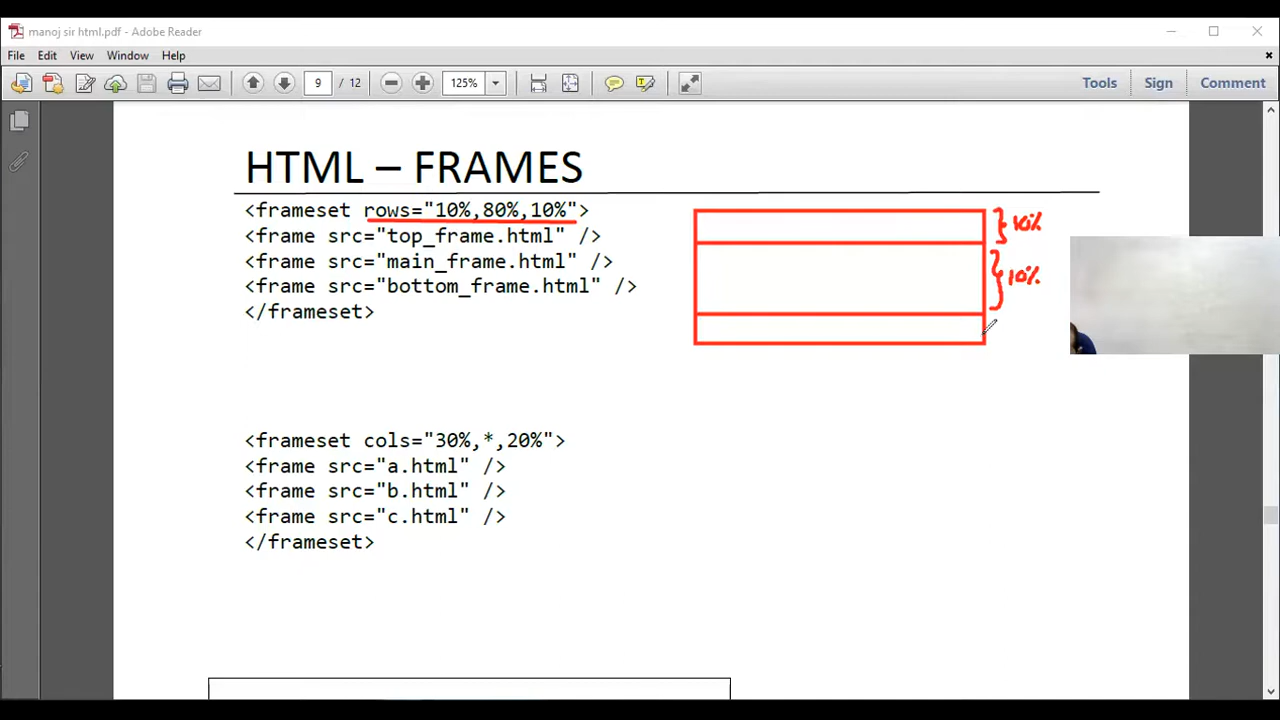 manoj sir html.pdf - Adobe Reader
File Edit View Window Help
9 / 12 125% Tools Sign Comment
HTML – FRAMES
<frameset rows="10%,80%,10%">
<frame src="top_frame.html" />
<frame src="main_frame.html" />
<frame src="bottom_frame.html" />
</frameset>
10%
10%
<frameset cols="30%,*,20%">
<frame src="a.html" />
<frame src="b.html" />
<frame src="c.html" />
</frameset>